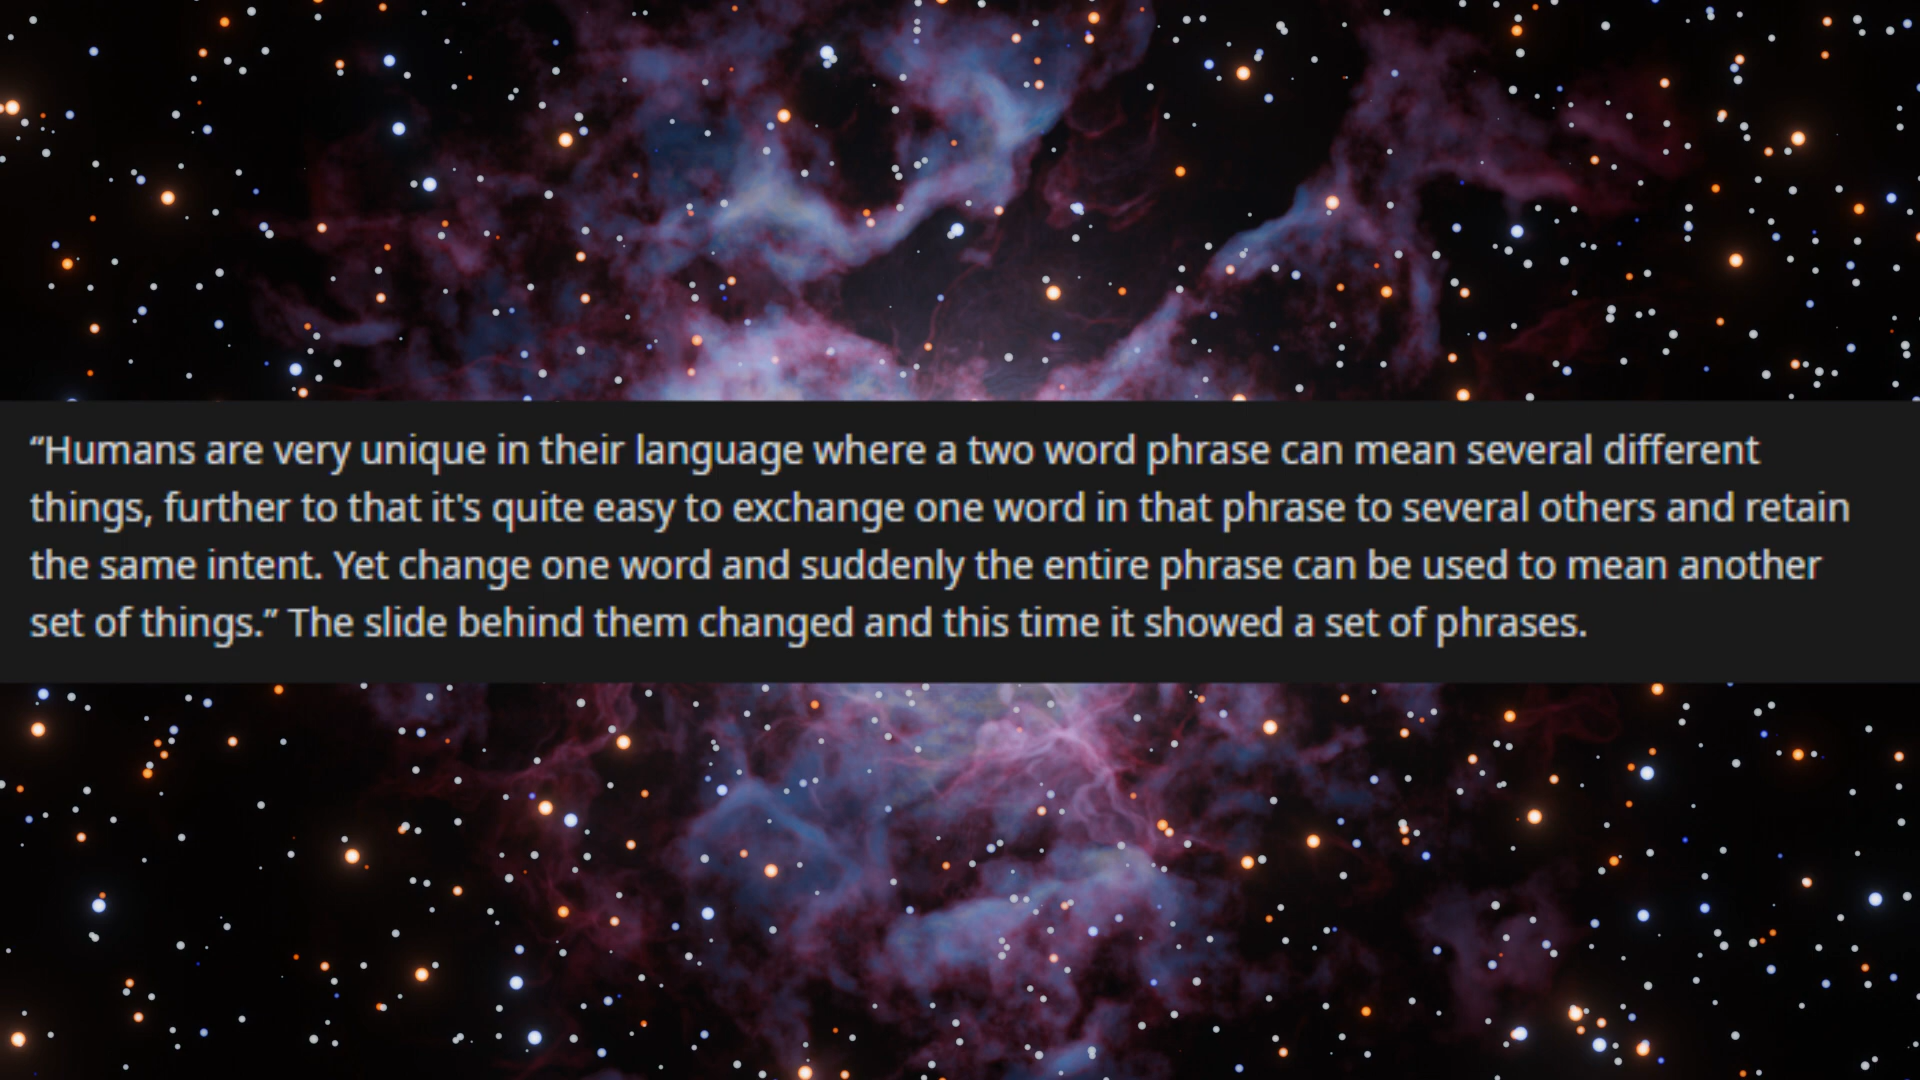 “Humans are very unique in their language where a two word phrase can mean several different
things, further to that it's quite easy to exchange one word in that phrase to several others and retain
the same intent. Yet change one word and suddenly the entire phrase can be used to mean another
set of things.” The slide behind them changed and this time it showed a set of phrases.